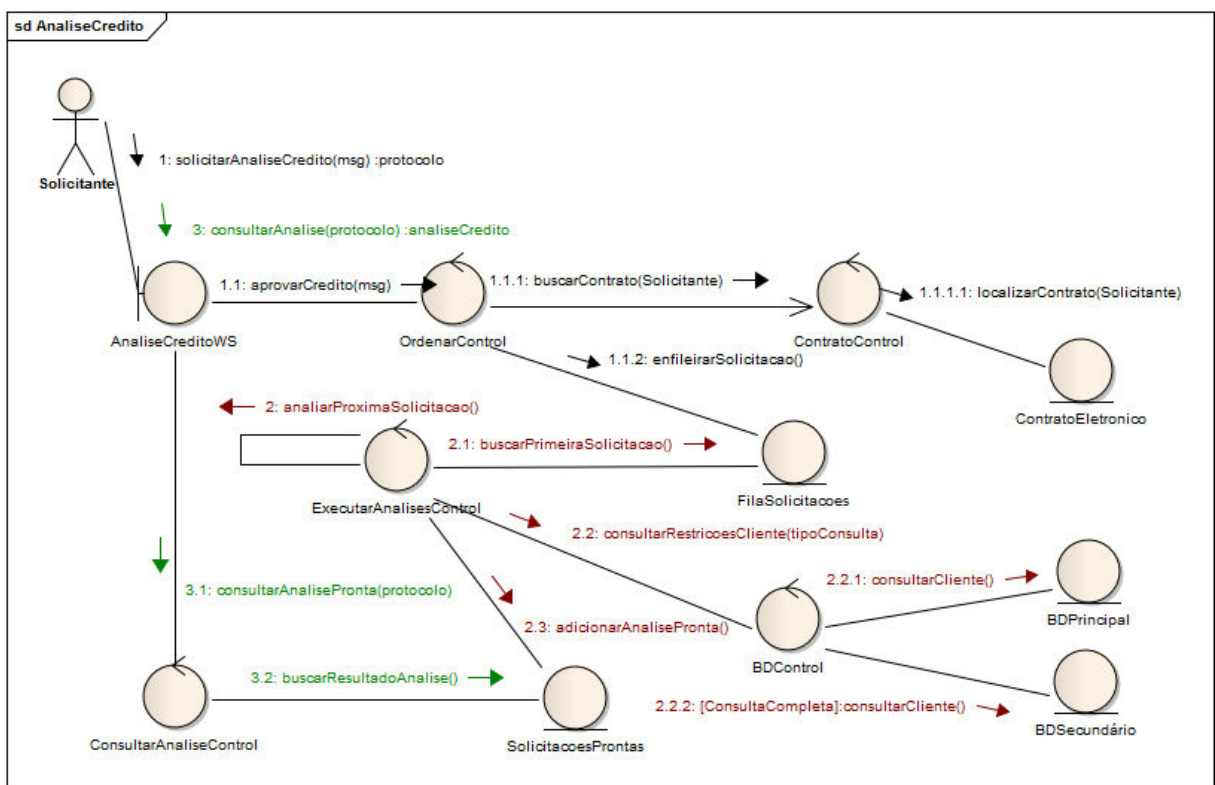 sd AnaliseCredito
1: solicitarAnaliseCredito(msg) :protocolo
Solicitante
3: consultarAnalise(protocolo) :analiseCredito
1.1: aprovarCredito(msg)
1.1.1: buscarContrato(Solicitante)
1.1.1.1: localizarContrato(Solicitante)
AnaliseCreditoWS
OrdenarControl
ContratoControl
1.1.2: enfileirarSolicitacao()
ContratoEletronico
2: analiarProximaSolicitacao()
2.1: buscarPrimeiraSolicitacao()
ExecutarAnalisesControl
FilaSolicitacoes
2.2: consultarRestricoesCliente(tipoConsulta)
3.1: consultarAnalisePronta(protocolo)
2.2.1: consultarCliente()
2.3: adicionarAnalisePronta()
BDPrincipal
BDControl
3.2: buscarResultadoAnalise()
2.2.2: [ConsultaCompleta]:consultarCliente()
ConsultarAnaliseControl
SolicitacoesProntas
BDSecundário